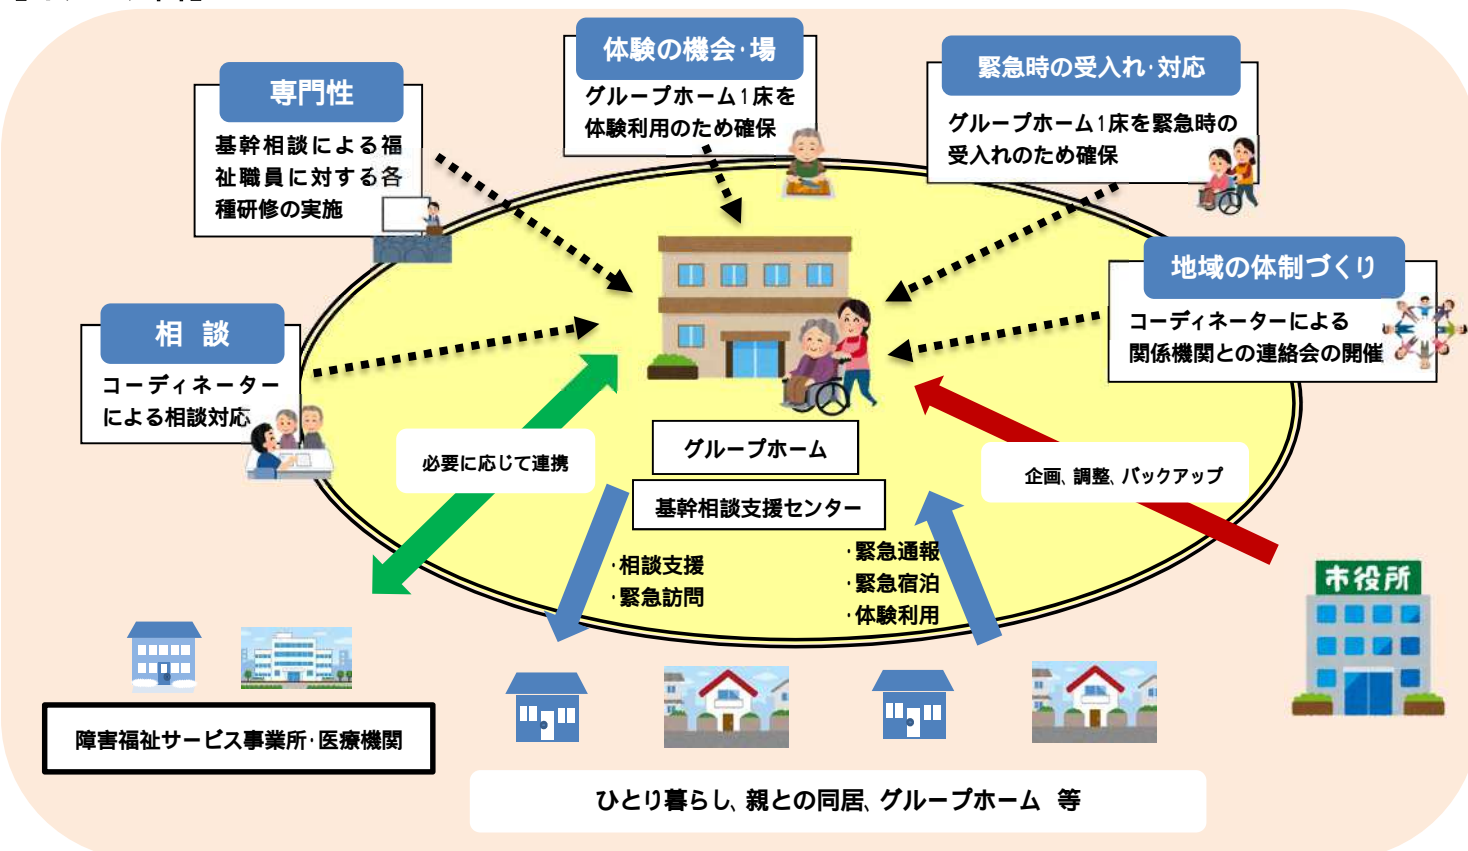 体験の機会・場
グループホーム1床を
体験利用のため確保
緊急時の受入れ・対応
グループホーム1床を緊急時の
受入れのため確保
専門性
基幹相談による福
祉職員に対する各
種研修の実施
地域の体制づくり
コーディネーターによる
関係機関との連絡会の開催
相 談
コーディネーター
による相談対応
必要に応じて連携
グループホーム
基幹相談支援センター
企画、調整、バックアップ
・相談支援
・緊急訪問
・緊急通報
・緊急宿泊
・体験利用
市役所
障害福祉サービス事業所・医療機関
ひとり暮らし、親との同居、グループホーム 等